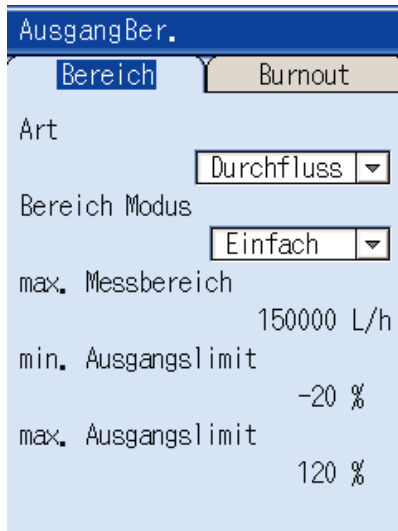 AusgangBer.
Bereich Burnout
Art
Durchfluss
Bereich Modus
Einfach
max. Messbereich
150000 L/h
min. Ausgangslimit
-20 %
max. Ausgangslimit
120 %